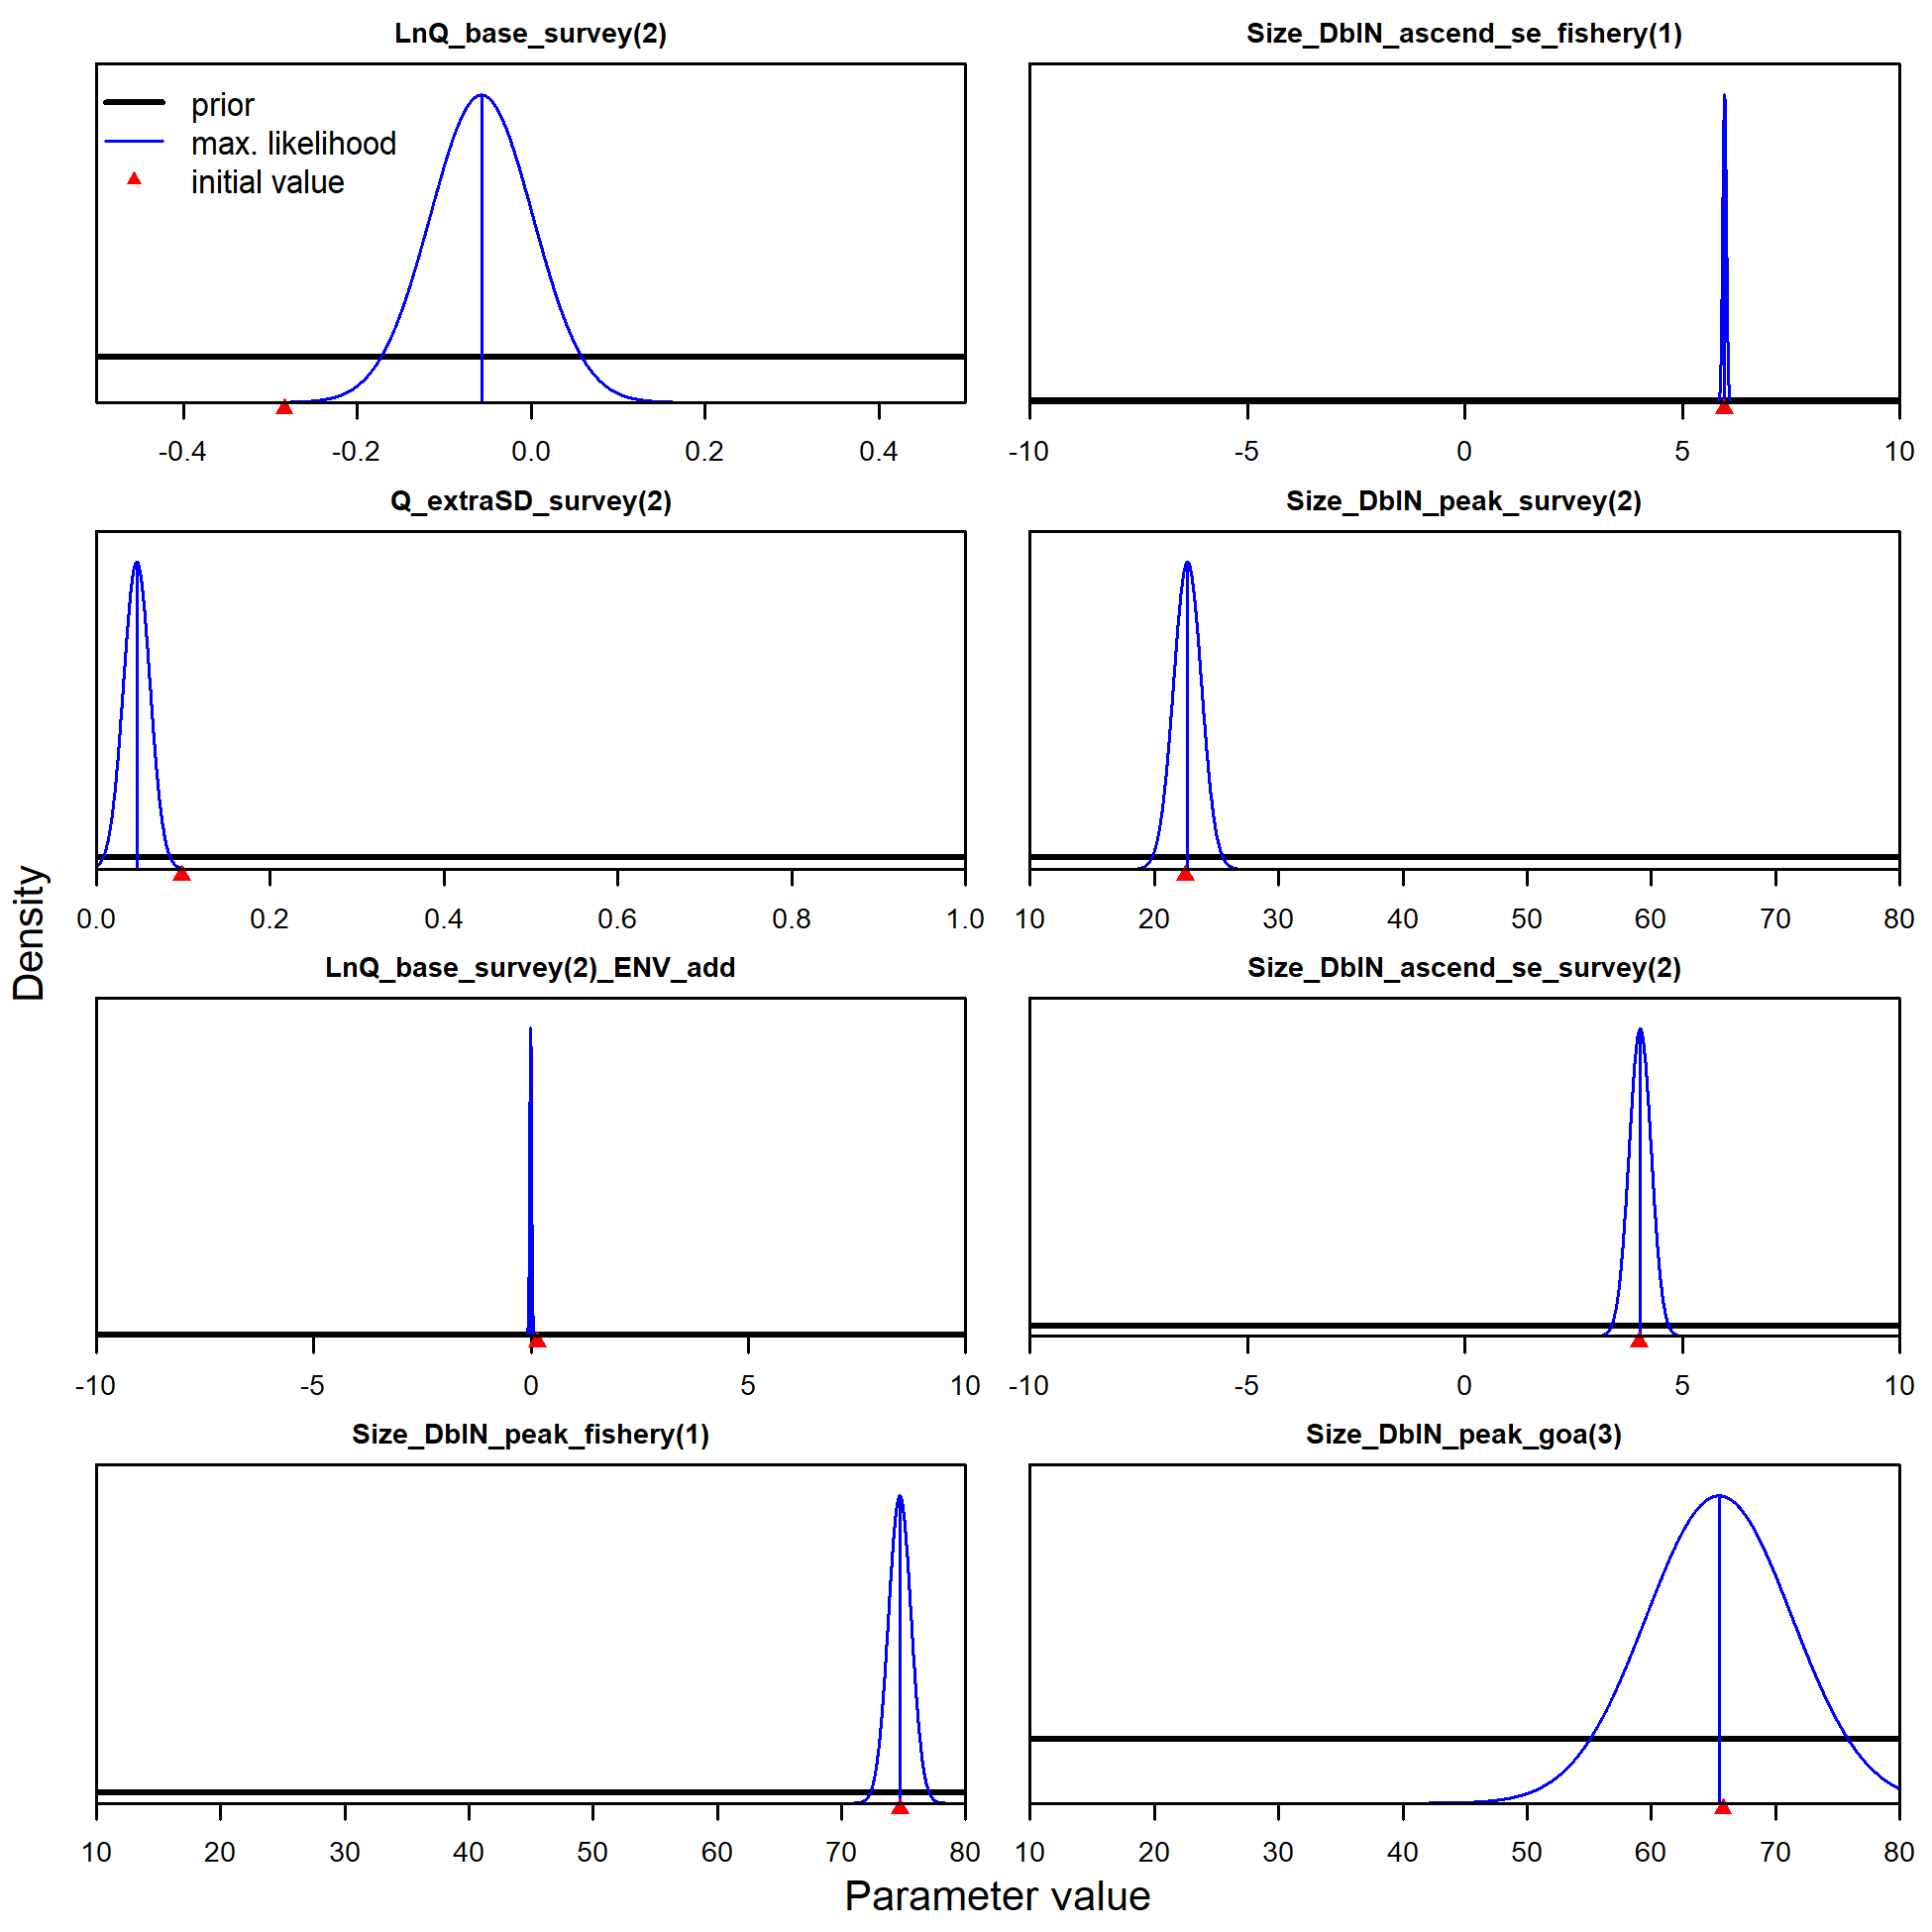 LnQ_base_survey(2)
prior
max. likelihood
initial value
-0.4 -0.2 0.0 0.2 0.4
Size_DblN_ascend_se_fishery(1)
-10 -5 0 5 10
Q_extraSD_survey(2)
0.0 0.2 0.4 0.6 0.8 1.0
Size_DblN_peak_survey(2)
10 20 30 40 50 60 70 80
LnQ_base_survey(2)_ENV_add
-10 -5 0 5 10
Size_DblN_ascend_se_survey(2)
-10 -5 0 5 10
Size_DblN_peak_fishery(1)
10 20 30 40 50 60 70 80
Size_DblN_peak_goa(3)
10 20 30 40 50 60 70 80
Density
Parameter value